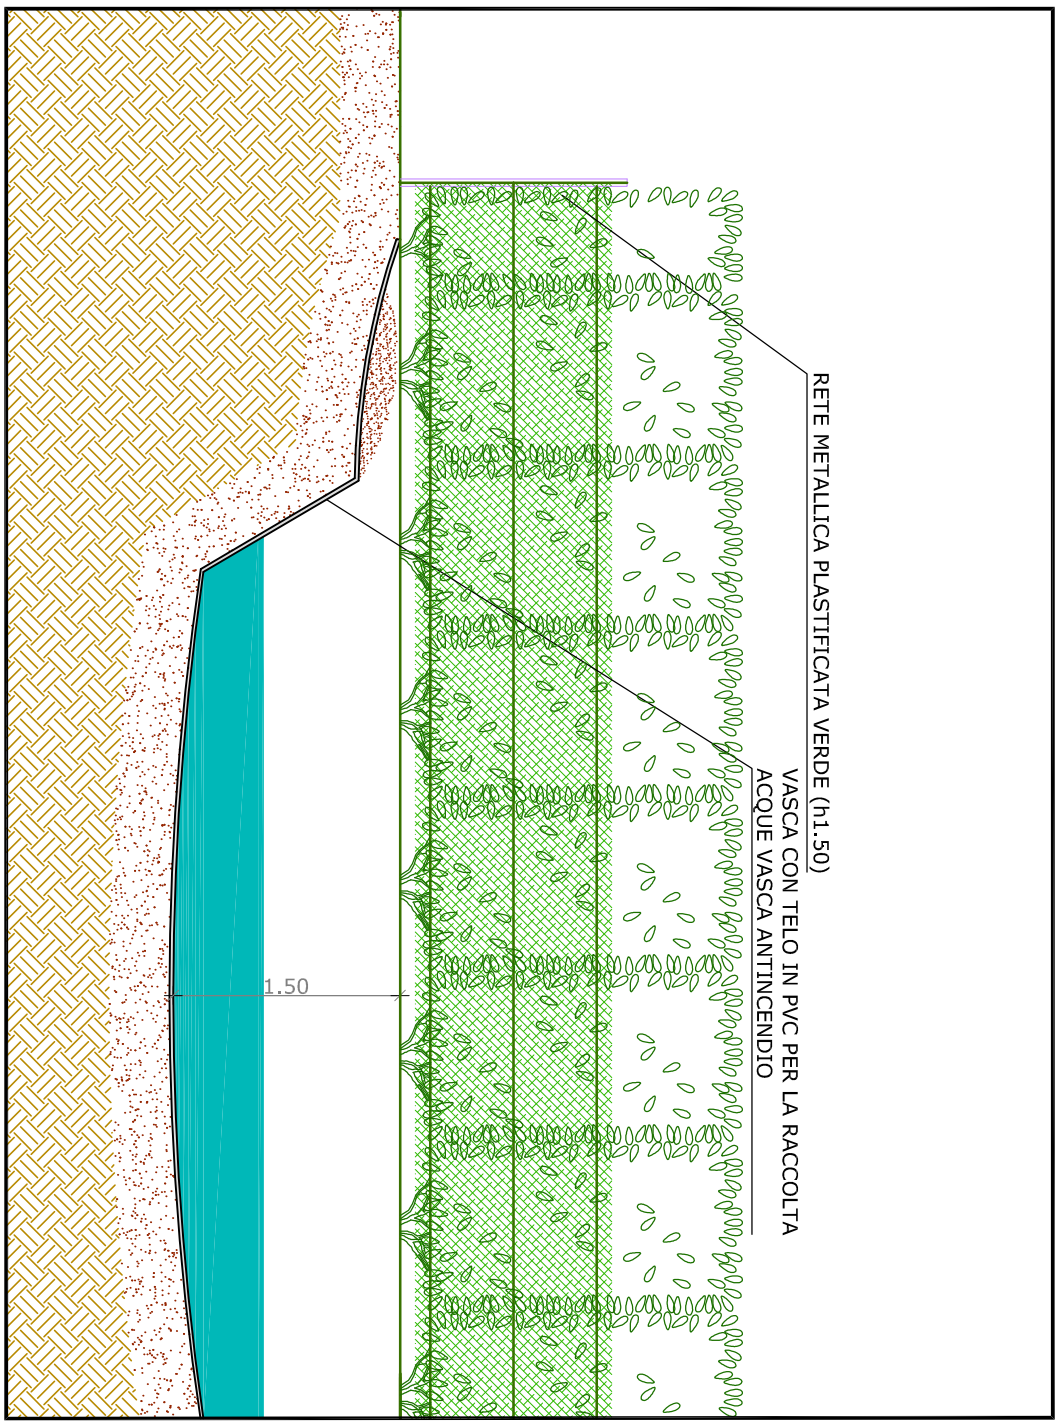 RETE METALLICA PLASTIFICATA VERDE (h1.50)
VASCA CON TELO IN PVC PER LA RACCOLTA
ACQUE VASCA ANTINCENDIO
1.50